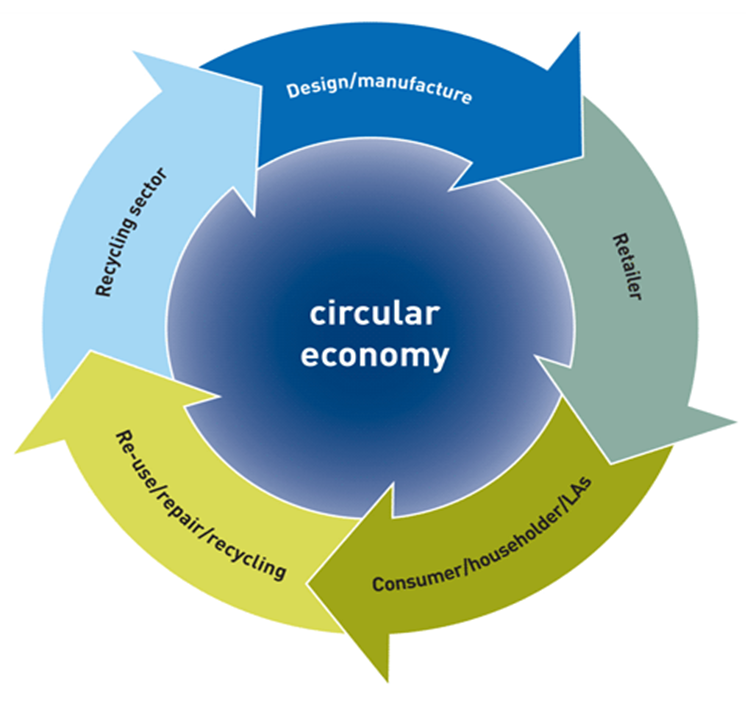 Design/manufacture
Retailer
Consumer/householder/LAs
Re-use/repair/recycling
Recycling sector
circular
economy